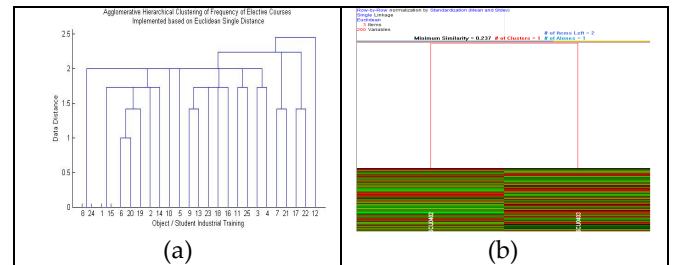 Agglomerative Hierarchical Clustering of Frequency of Elective Courses
Implemented based on Euclidean Single Distance
2.5
2
1.5
1
0.5
0
Data Distance
8 24 1 15 6 20 19 2 14 10 5 9 13 23 18 16 11 25 3 4 7 21 17 22 12
Object / Student Industrial Training
(a)
Row-by-Row normalization by Standardization (Mean and Stdev)
Single Linkage
Euclidean
Items
200 Variables
# of Items Left = 2
Minimum Similarity = 0.237 # of Clusters = 1 # of Alones = 1
(b)